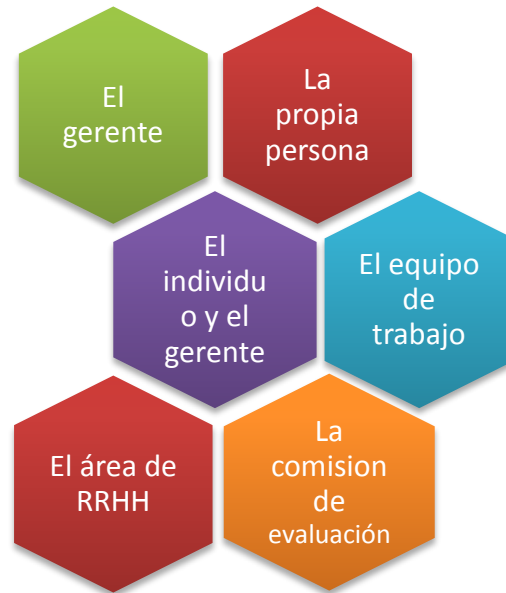 El
gerente
La
propia
persona
El
individu
o y el
gerente
El equipo
de
trabajo
El área de
RRHH
La
comision
de
evaluación